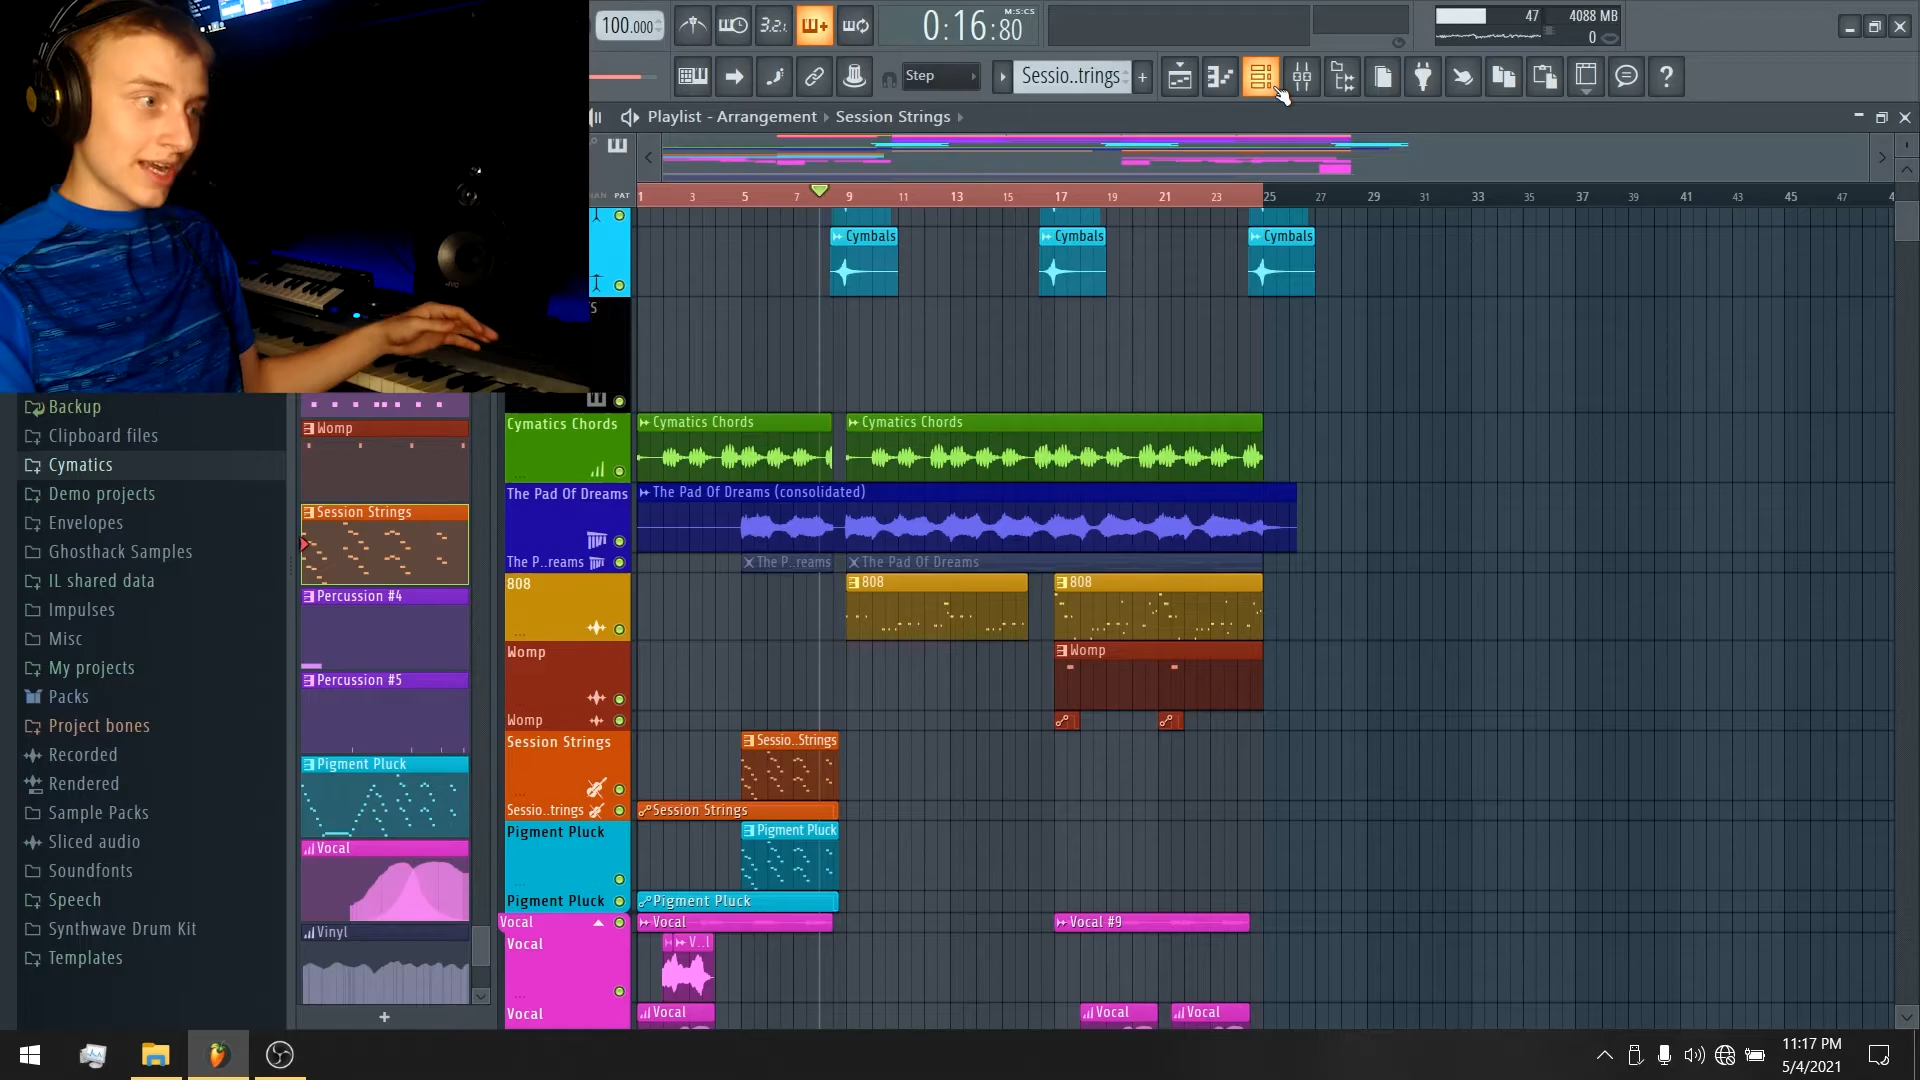 100.000
3.2.1
0:16:80
M:S:CS
47
4088 MB
0
Step
Sessio..trings
+
?
Playlist - Arrangement
Session Strings
PAT
1 3 5 7 9 11 13 15 17 19 21 23 25 27 29 31 33 35 37 39 41 43 45 47
Cymbals
Cymbals
Cymbals
Backup
Clipboard files
Cymatics
Demo projects
Envelopes
Ghosthack Samples
IL shared data
Impulses
Misc
My projects
Packs
Project bones
Recorded
Rendered
Sample Packs
Sliced audio
Soundfonts
Speech
Synthwave Drum Kit
Templates
Womp
Session Strings
Percussion #4
Percussion #5
Pigment Pluck
Vocal
Vinyl
+
Cymatics Chords
Cymatics Chords
Cymatics Chords
The Pad Of Dreams
The Pad Of Dreams (consolidated)
The P..reams
The P..reams
The Pad Of Dreams
808
808
808
Womp
Womp
Womp
Session Strings
Sessio..Strings
Sessio..trings
Session Strings
Pigment Pluck
Pigment Pluck
Pigment Pluck
Pigment Pluck
Vocal
Vocal
Vocal #9
Vocal
V..l
Vocal
Vocal
Vocal
Vocal
11:17 PM
5/4/2021